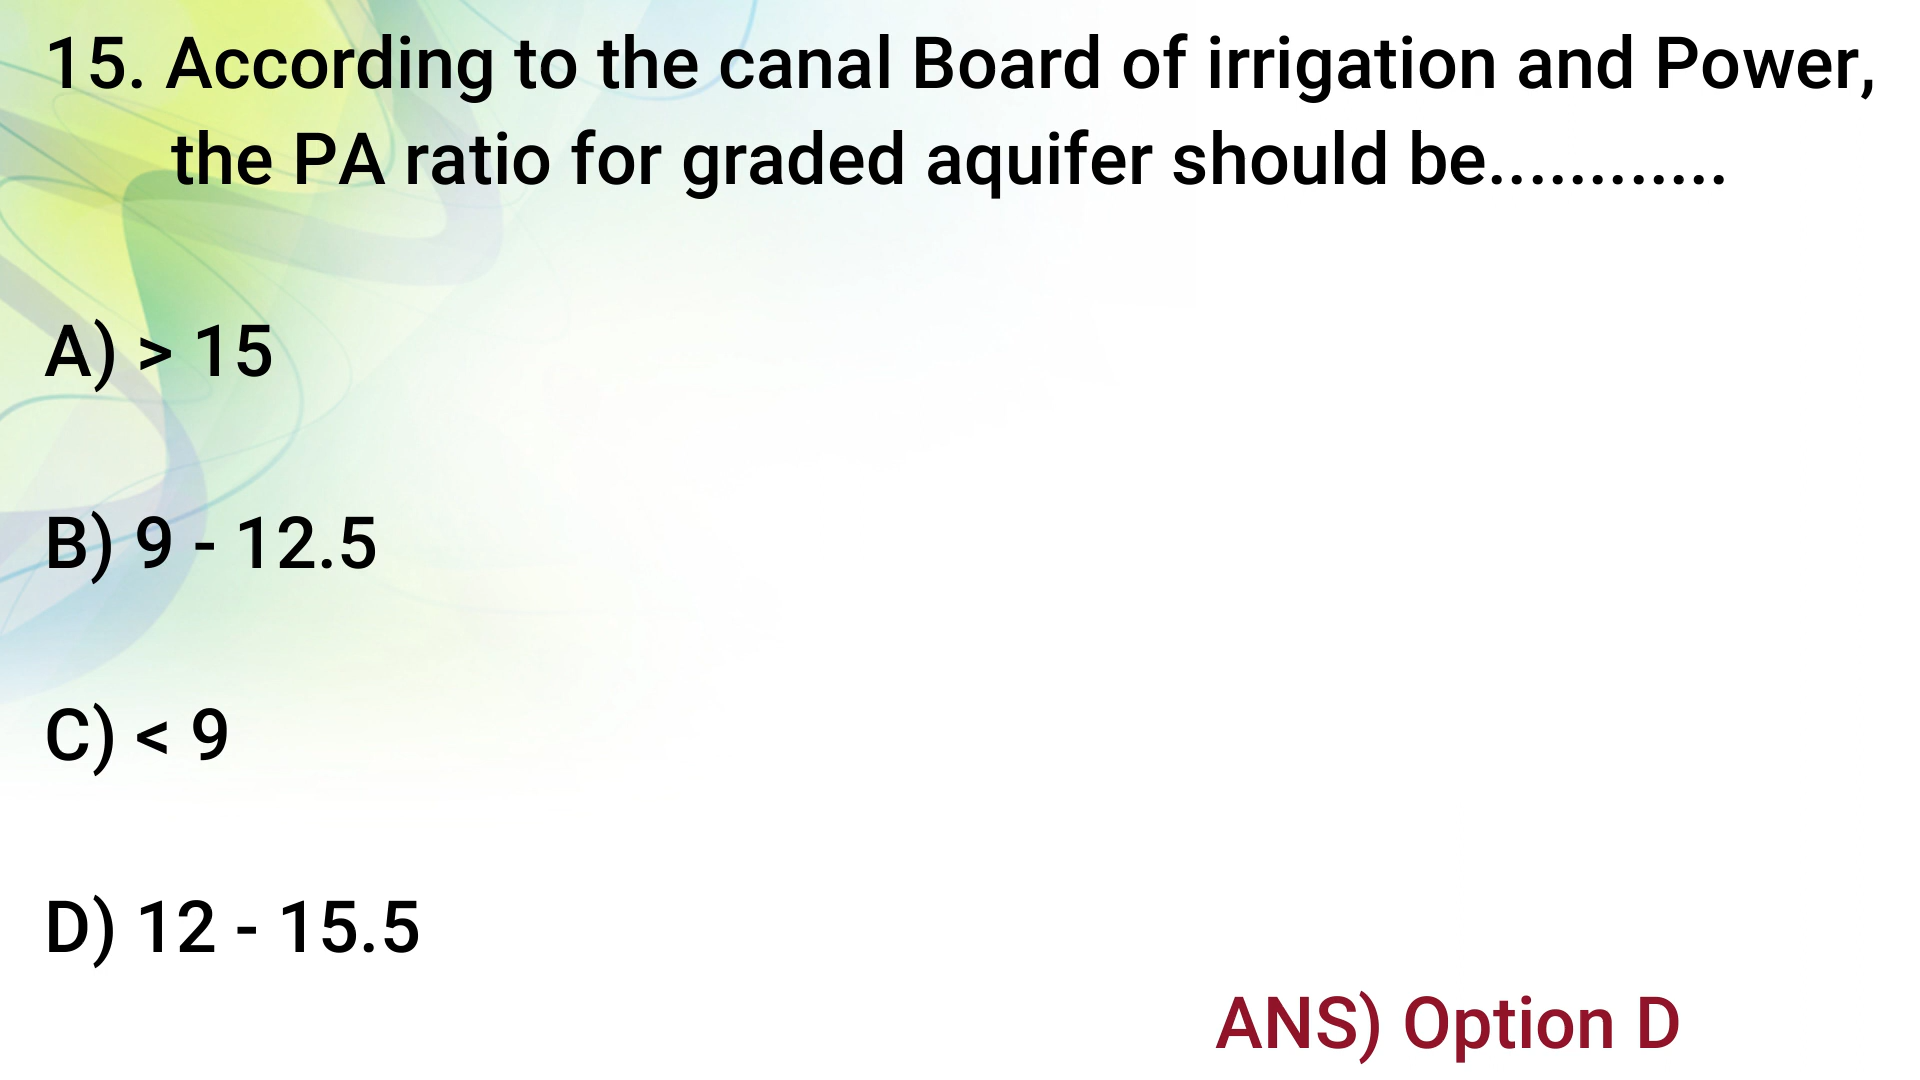 15. According to the canal Board of irrigation and Power,
the PA ratio for graded aquifer should be............
A) > 15
B) 9 - 12.5
C) < 9
D) 12 - 15.5
ANS) Option D